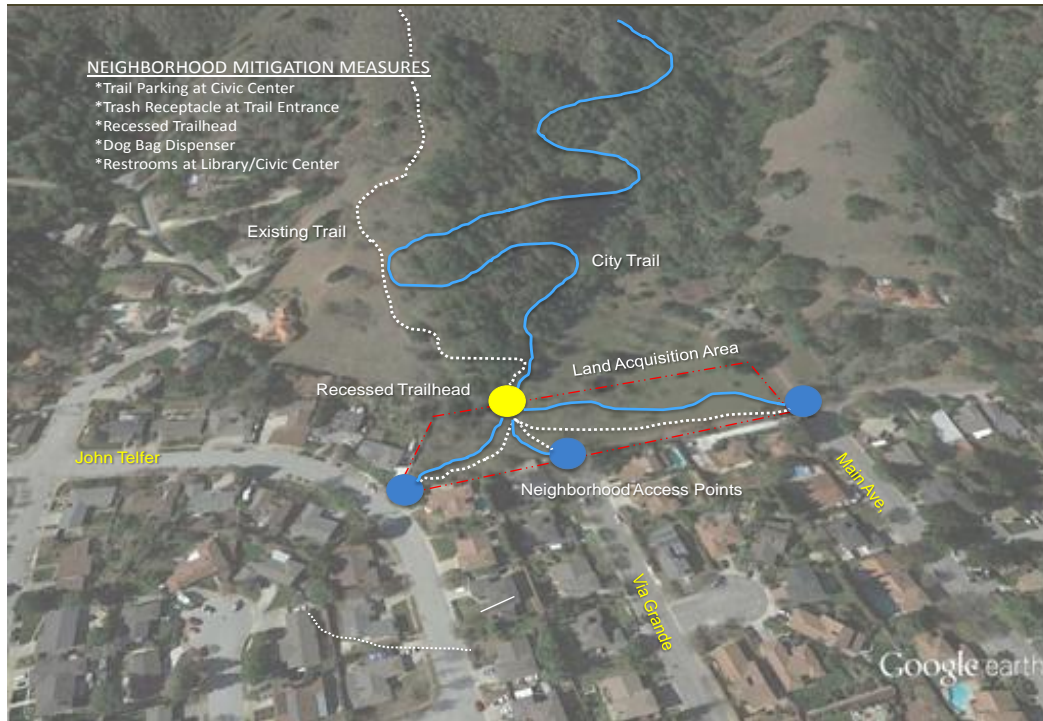 NEIGHBORHOOD MITIGATION MEASURES
*Trail Parking at Civic Center
*Trash Receptacle at Trail Entrance
*Recessed Trailhead
*Dog Bag Dispenser
*Restrooms at Library/Civic Center
Existing Trail
City Trail
Land Acquisition Area
Recessed Trailhead
John Telfer
Neighborhood Access Points
Main Ave,
Via Grande
Google earth